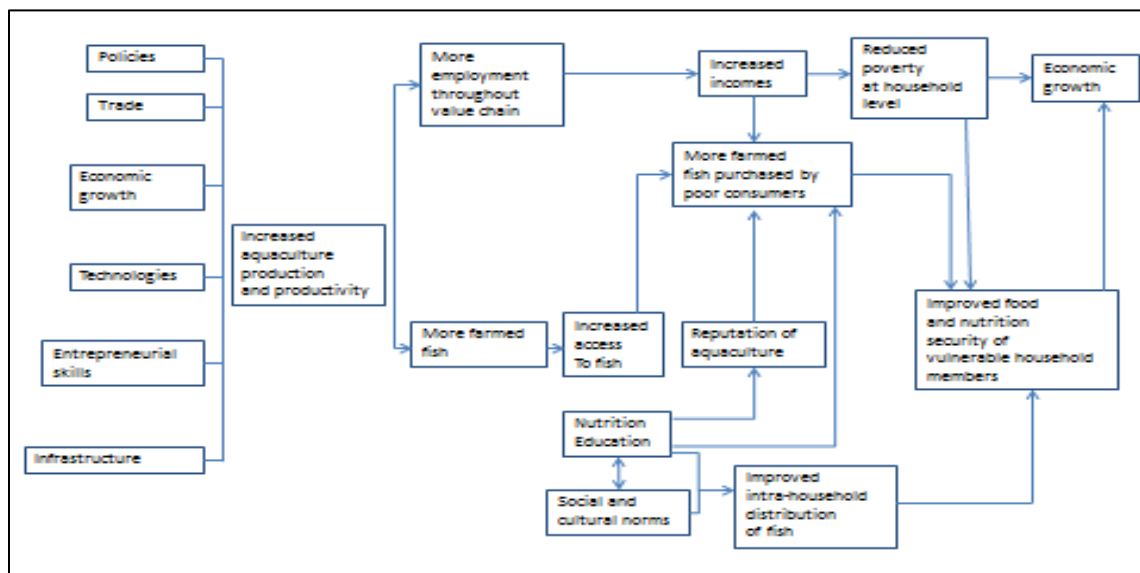 Policies
Trade
Economic
growth
Technologies
Entrepreneurial
skills
Infrastructure
Increased
aquaculture
production
and productivity
More
employment
throughout
value chain
More farmed
fish
Increased
access
To fish
Increased
incomes
More farmed
fish purchased by
poor consumers
Reputation of
aquaculture
Nutrition
Education
Social and
cultural norms
Improved
intra-household
distribution
of fish
Reduced
poverty
at household
level
Economic
growth
Improved food
and nutrition
security of
vulnerable household
members